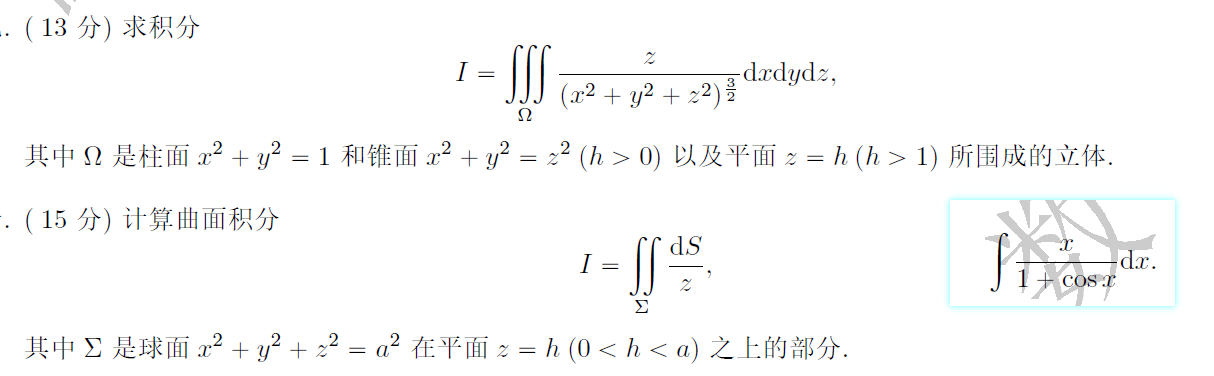 . ( 13 分) 求积分
I = ∭_Ω z/(x² + y² + z²)^{3/2} dxdydz,
其中 Ω 是柱面 x² + y² = 1 和锥面 x² + y² = z² (h > 0) 以及平面 z = h (h > 1) 所围成的立体.
. ( 15 分) 计算曲面积分
I = ∬_Σ dS/z,
∫ x/(1 + cos x) dx.
其中 Σ 是球面 x² + y² + z² = a² 在平面 z = h (0 < h < a) 之上的部分.